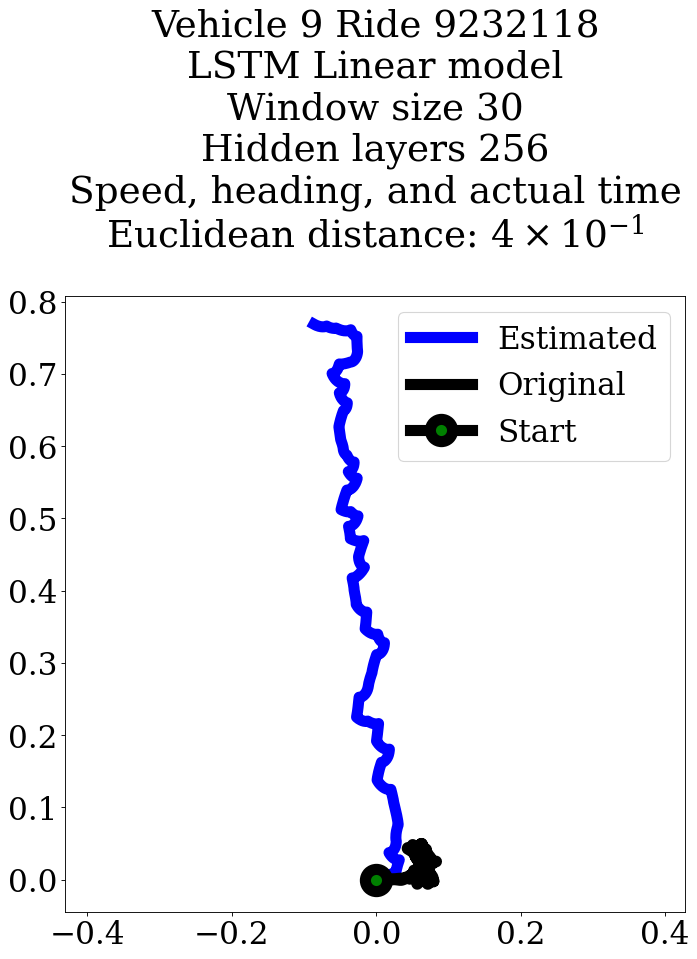 Vehicle 9 Ride 9232118
LSTM Linear model
Window size 30
Hidden layers 256
Speed, heading, and actual time
Euclidean distance: 4 × 10⁻¹
Estimated
Original
Start
0.8
0.7
0.6
0.5
0.4
0.3
0.2
0.1
0.0
−0.4 −0.2 0.0 0.2 0.4